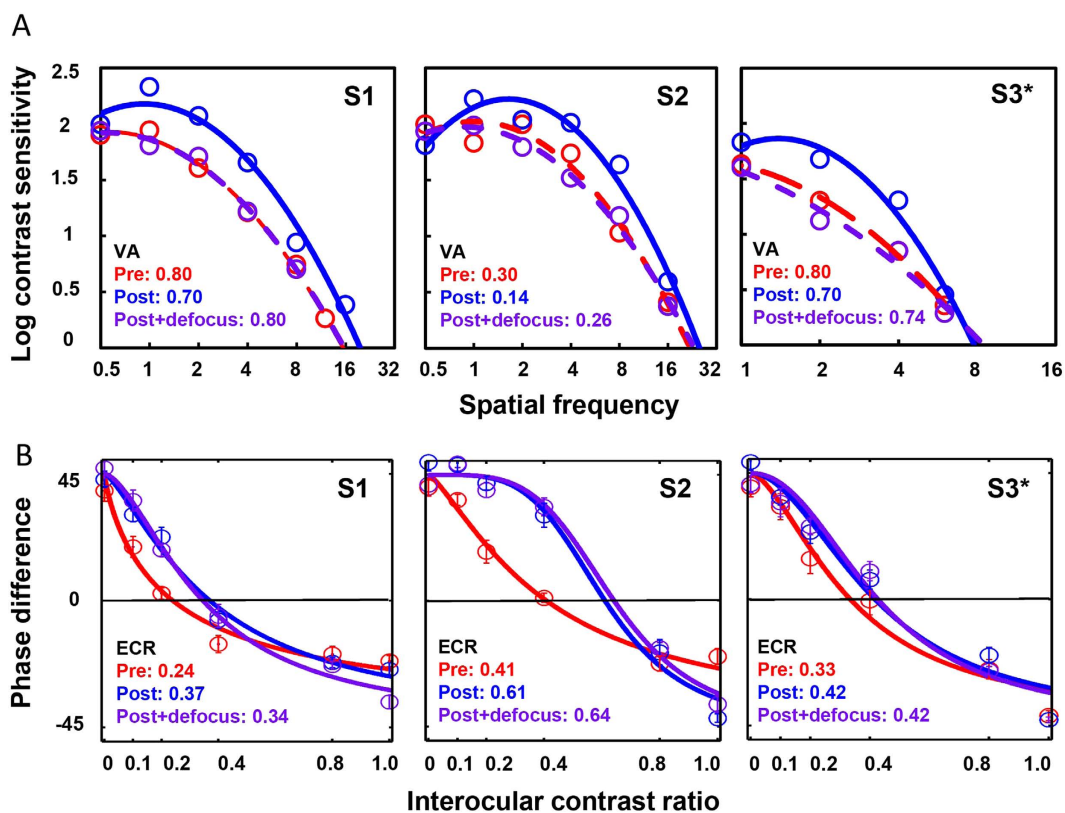 A
Log contrast sensitivity
2.5
2
1.5
1
0.5
0
S1
VA
Pre: 0.80
Post: 0.70
Post+defocus: 0.80
0.5 1 2 4 8 16 32
S2
VA
Pre: 0.30
Post: 0.14
Post+defocus: 0.26
0.5 1 2 4 8 16 32
S3*
VA
Pre: 0.80
Post: 0.70
Post+defocus: 0.74
1 2 4 8 16
Spatial frequency
B
Phase difference
45
0
-45
S1
ECR
Pre: 0.24
Post: 0.37
Post+defocus: 0.34
0 0.1 0.2 0.4 0.8 1.0
S2
ECR
Pre: 0.41
Post: 0.61
Post+defocus: 0.64
0 0.1 0.2 0.4 0.8 1.0
S3*
ECR
Pre: 0.33
Post: 0.42
Post+defocus: 0.42
0 0.1 0.2 0.4 0.8 1.0
Interocular contrast ratio